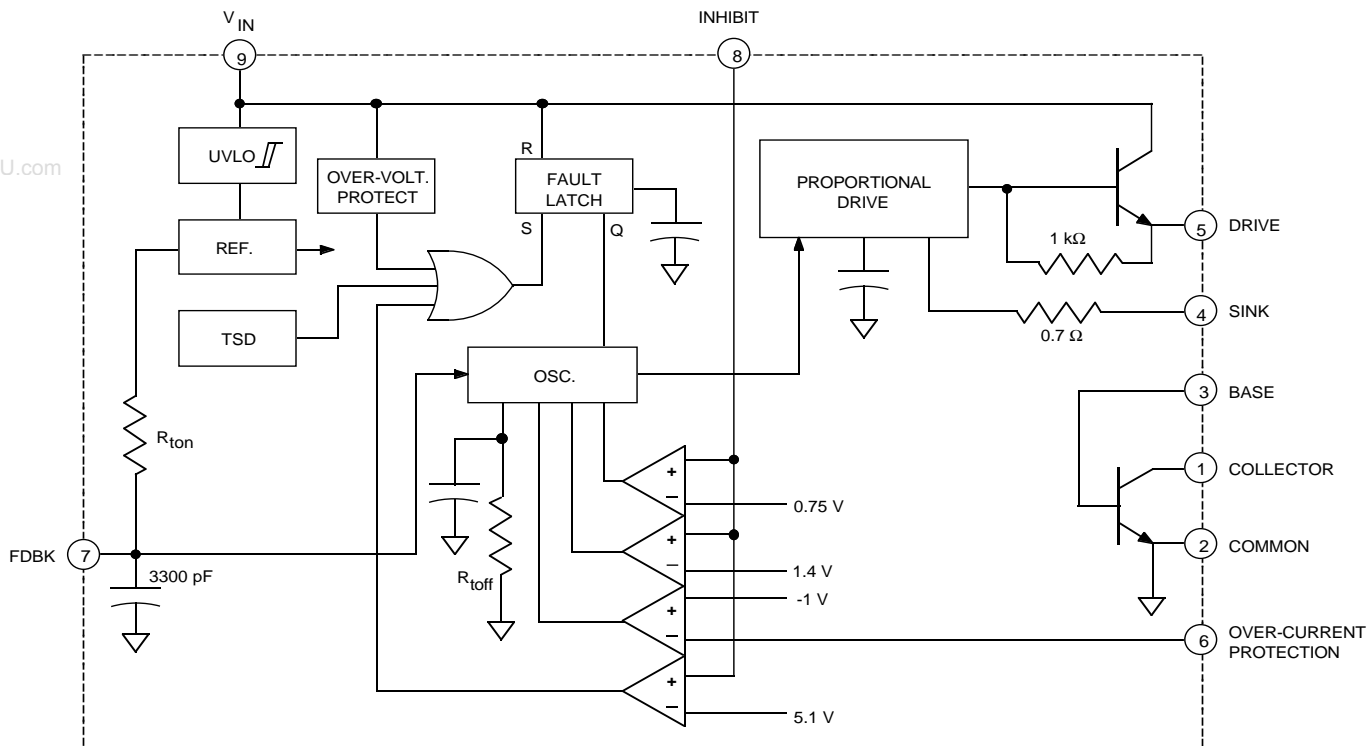 V IN
INHIBIT
9
8
U.com
UVLO
OVER-VOLT.
PROTECT
R
FAULT
LATCH
S
Q
PROPORTIONAL
DRIVE
REF.
1 kΩ
5
DRIVE
TSD
0.7 Ω
4
SINK
OSC.
3
BASE
Rton
1
COLLECTOR
+
−
0.75 V
FDBK
7
+
−
1.4 V
2
COMMON
3300 pF
Rtoff
-1 V
+
−
6
OVER-CURRENT
PROTECTION
+
−
5.1 V